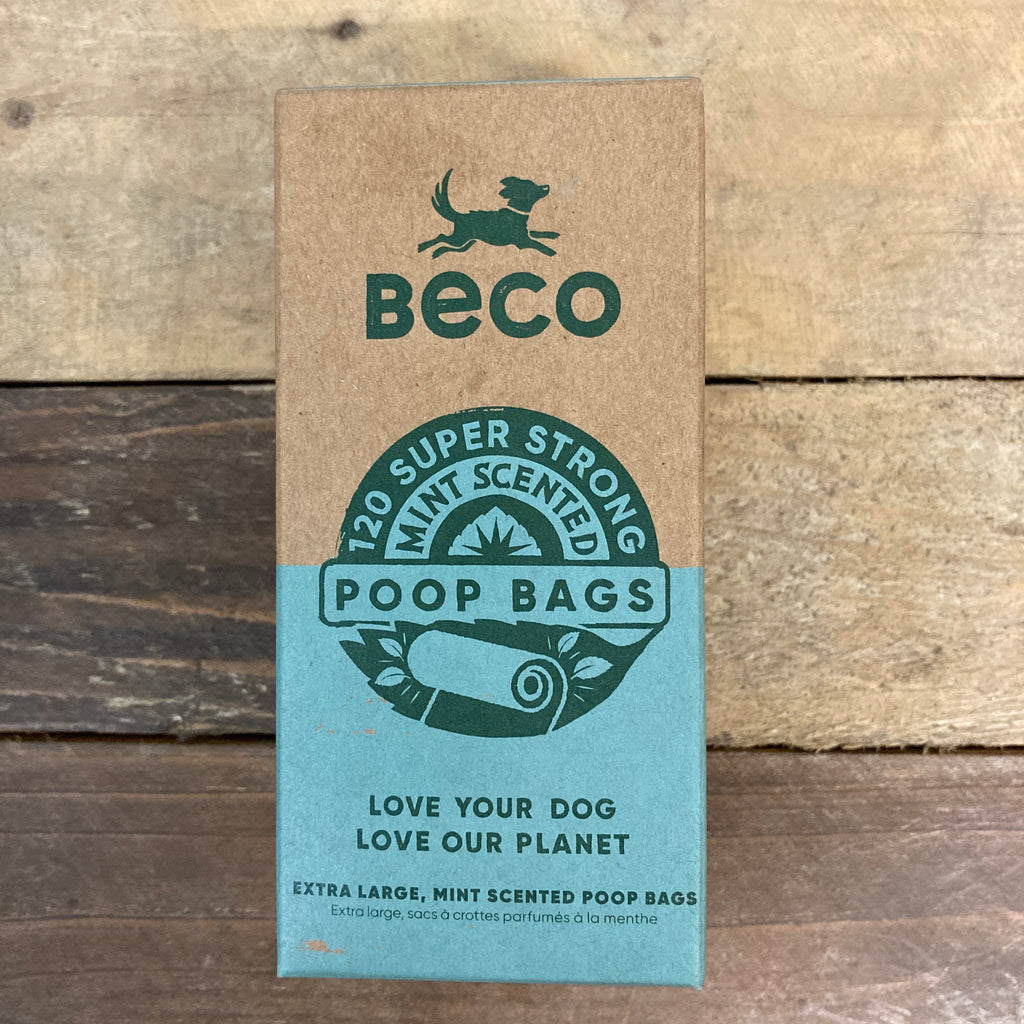 Beco
120 SUPER STRONG
MINT SCENTED
POOP BAGS
LOVE YOUR DOG
LOVE OUR PLANET
EXTRA LARGE, MINT SCENTED POOP BAGS
Extra large, sacs à crottes parfumés à la menthe